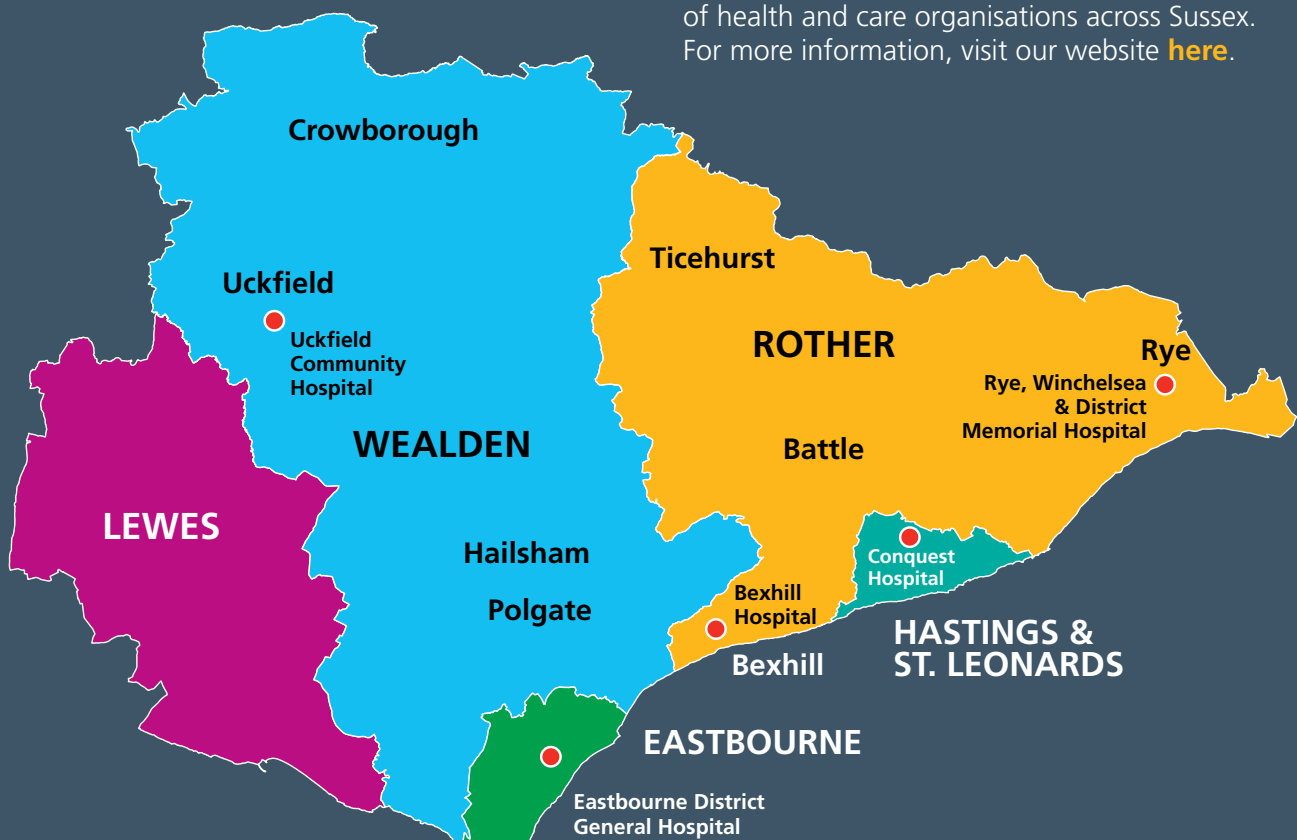 of health and care organisations across Sussex.
For more information, visit our website here.
Crowborough
Ticehurst
Uckfield
Uckfield
Community
Hospital
ROTHER
Rye
Rye, Winchelsea
& District
Memorial Hospital
WEALDEN
Battle
LEWES
Hailsham
Conquest
Hospital
Polgate
Bexhill
Hospital
Bexhill
HASTINGS &
ST. LEONARDS
EASTBOURNE
Eastbourne District
General Hospital